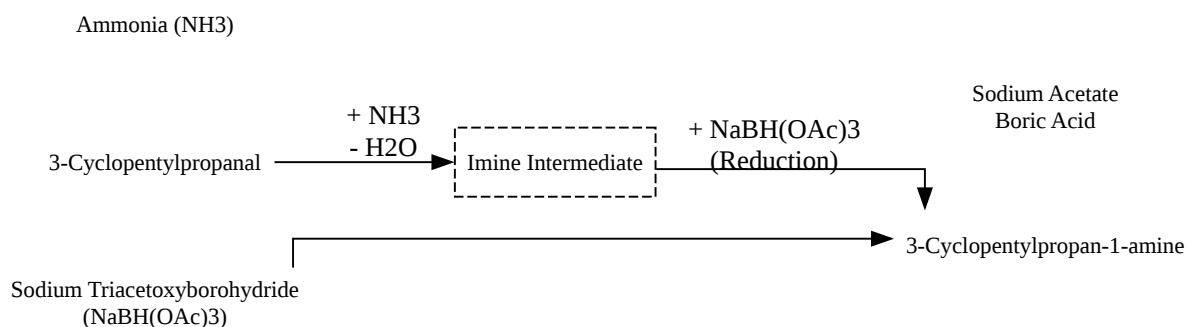 Ammonia (NH3)
Sodium Acetate
Boric Acid
+ NH3
- H2O
+ NaBH(OAc)3
(Reduction)
3-Cyclopentylpropanal
Imine Intermediate
3-Cyclopentylpropan-1-amine
Sodium Triacetoxyborohydride
(NaBH(OAc)3)